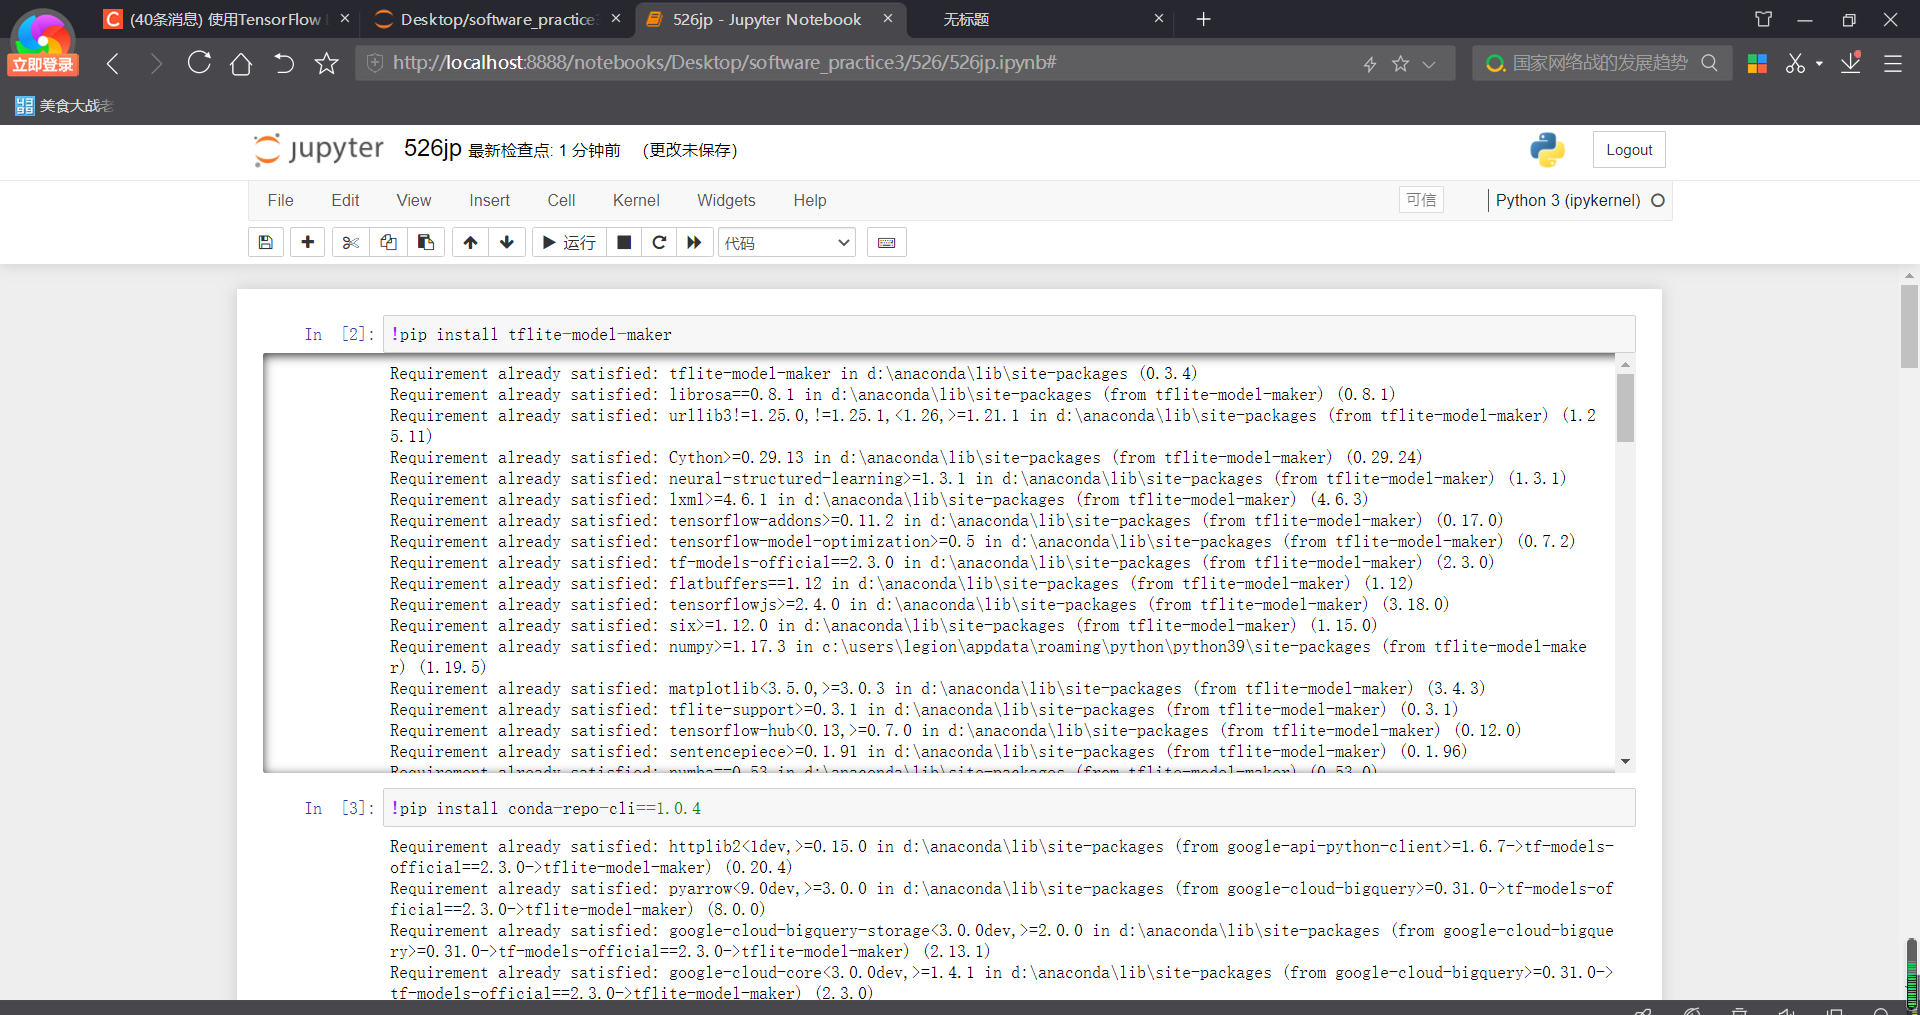 (40条消息) 使用TensorFlow
Desktop/software_practice
526jp - Jupyter Notebook
无标题
立即登录
http://localhost:8888/notebooks/Desktop/software_practice3/526/526jp.ipynb#
国家网络战的发展趋势
美食大战老
jupyter 526jp 最新检查点: 1 分钟前 (更改未保存)
Logout
File Edit View Insert Cell Kernel Widgets Help
可信
Python 3 (ipykernel)
运行
代码
In [2]: !pip install tflite-model-maker
Requirement already satisfied: tflite-model-maker in d:\anaconda\lib\site-packages (0.3.4)
Requirement already satisfied: librosa==0.8.1 in d:\anaconda\lib\site-packages (from tflite-model-maker) (0.8.1)
Requirement already satisfied: urllib3!=1.25.0,!=1.25.1,<1.26,>=1.21.1 in d:\anaconda\lib\site-packages (from tflite-model-maker) (1.2
5.11)
Requirement already satisfied: Cython>=0.29.13 in d:\anaconda\lib\site-packages (from tflite-model-maker) (0.29.24)
Requirement already satisfied: neural-structured-learning>=1.3.1 in d:\anaconda\lib\site-packages (from tflite-model-maker) (1.3.1)
Requirement already satisfied: lxml>=4.6.1 in d:\anaconda\lib\site-packages (from tflite-model-maker) (4.6.3)
Requirement already satisfied: tensorflow-addons>=0.11.2 in d:\anaconda\lib\site-packages (from tflite-model-maker) (0.17.0)
Requirement already satisfied: tensorflow-model-optimization>=0.5 in d:\anaconda\lib\site-packages (from tflite-model-maker) (0.7.2)
Requirement already satisfied: tf-models-official==2.3.0 in d:\anaconda\lib\site-packages (from tflite-model-maker) (2.3.0)
Requirement already satisfied: flatbuffers==1.12 in d:\anaconda\lib\site-packages (from tflite-model-maker) (1.12)
Requirement already satisfied: tensorflowjs>=2.4.0 in d:\anaconda\lib\site-packages (from tflite-model-maker) (3.18.0)
Requirement already satisfied: six>=1.12.0 in d:\anaconda\lib\site-packages (from tflite-model-maker) (1.15.0)
Requirement already satisfied: numpy>=1.17.3 in c:\users\legion\appdata\roaming\python\python39\site-packages (from tflite-model-make
r) (1.19.5)
Requirement already satisfied: matplotlib<3.5.0,>=3.0.3 in d:\anaconda\lib\site-packages (from tflite-model-maker) (3.4.3)
Requirement already satisfied: tflite-support>=0.3.1 in d:\anaconda\lib\site-packages (from tflite-model-maker) (0.3.1)
Requirement already satisfied: tensorflow-hub<0.13,>=0.7.0 in d:\anaconda\lib\site-packages (from tflite-model-maker) (0.12.0)
Requirement already satisfied: sentencepiece>=0.1.91 in d:\anaconda\lib\site-packages (from tflite-model-maker) (0.1.96)
Requirement already satisfied: numba==0.53 in d:\anaconda\lib\site-packages (from tflite-model-maker) (0.53.0)
In [3]: !pip install conda-repo-cli==1.0.4
Requirement already satisfied: httplib2<1dev,>=0.15.0 in d:\anaconda\lib\site-packages (from google-api-python-client>=1.6.7->tf-models-
official==2.3.0->tflite-model-maker) (0.20.4)
Requirement already satisfied: pyarrow<9.0dev,>=3.0.0 in d:\anaconda\lib\site-packages (from google-cloud-bigquery>=0.31.0->tf-models-of
ficial==2.3.0->tflite-model-maker) (8.0.0)
Requirement already satisfied: google-cloud-bigquery-storage<3.0.0dev,>=2.0.0 in d:\anaconda\lib\site-packages (from google-cloud-bigque
ry>=0.31.0->tf-models-official==2.3.0->tflite-model-maker) (2.13.1)
Requirement already satisfied: google-cloud-core<3.0.0dev,>=1.4.1 in d:\anaconda\lib\site-packages (from google-cloud-bigquery>=0.31.0->
tf-models-official==2.3.0->tflite-model-maker) (2.3.0)